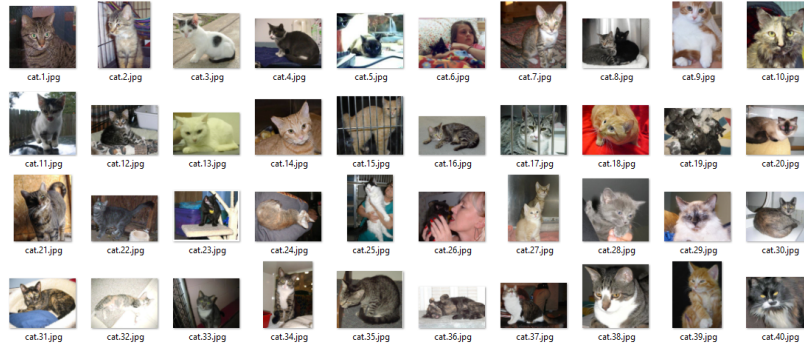 cat.1.jpg cat.2.jpg cat.3.jpg cat.4.jpg cat.5.jpg cat.6.jpg cat.7.jpg cat.8.jpg cat.9.jpg cat.10.jpg
cat.11.jpg cat.12.jpg cat.13.jpg cat.14.jpg cat.15.jpg cat.16.jpg cat.17.jpg cat.18.jpg cat.19.jpg cat.20.jpg
cat.21.jpg cat.22.jpg cat.23.jpg cat.24.jpg cat.25.jpg cat.26.jpg cat.27.jpg cat.28.jpg cat.29.jpg cat.30.jpg
cat.31.jpg cat.32.jpg cat.33.jpg cat.34.jpg cat.35.jpg cat.36.jpg cat.37.jpg cat.38.jpg cat.39.jpg cat.40.jpg